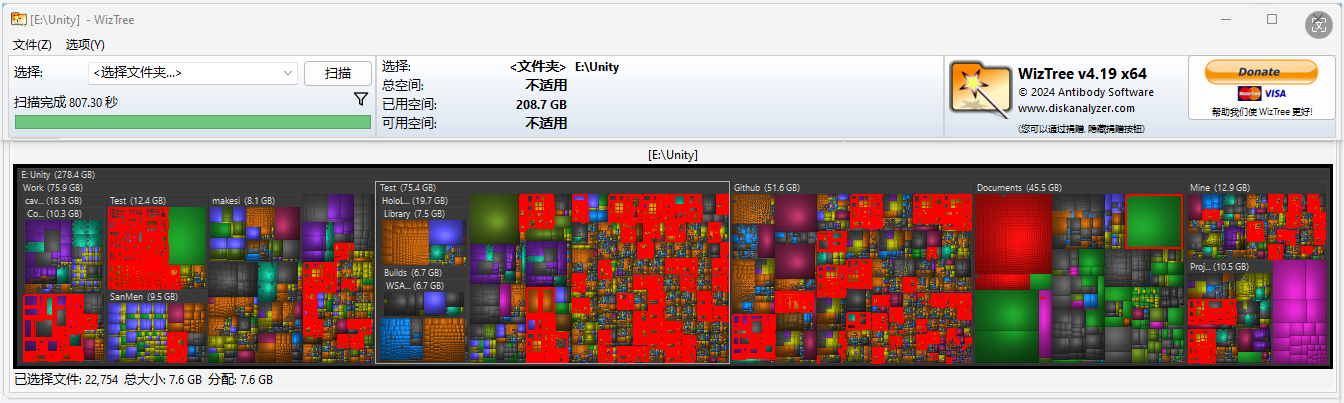 [E:\Unity] - WizTree
文件(Z) 选项(Y)
选择: <选择文件夹...> 扫描
扫描完成 807.30 秒
选择: <文件夹> E:\Unity
总空间: 不适用
已用空间: 208.7 GB
可用空间: 不适用
WizTree v4.19 x64
© 2024 Antibody Software
www.diskanalyzer.com
(您可以通过捐赠, 隐藏捐赠按钮)
Donate
MasterCard VISA
帮助我们使 WizTree 更好!
[E:\Unity]
E: Unity (278.4 GB)
Work (75.9 GB)
cav... (18.3 GB)
Co... (10.3 GB)
Test (12.4 GB)
SanMen (9.5 GB)
makesi (8.1 GB)
Test (75.4 GB)
HoloL... (19.7 GB)
Library (7.5 GB)
Builds (6.7 GB)
WSA... (6.7 GB)
Github (51.6 GB)
Documents (45.5 GB)
Mine (12.9 GB)
Proj... (10.5 GB)
已选择文件: 22,754 总大小: 7.6 GB 分配: 7.6 GB